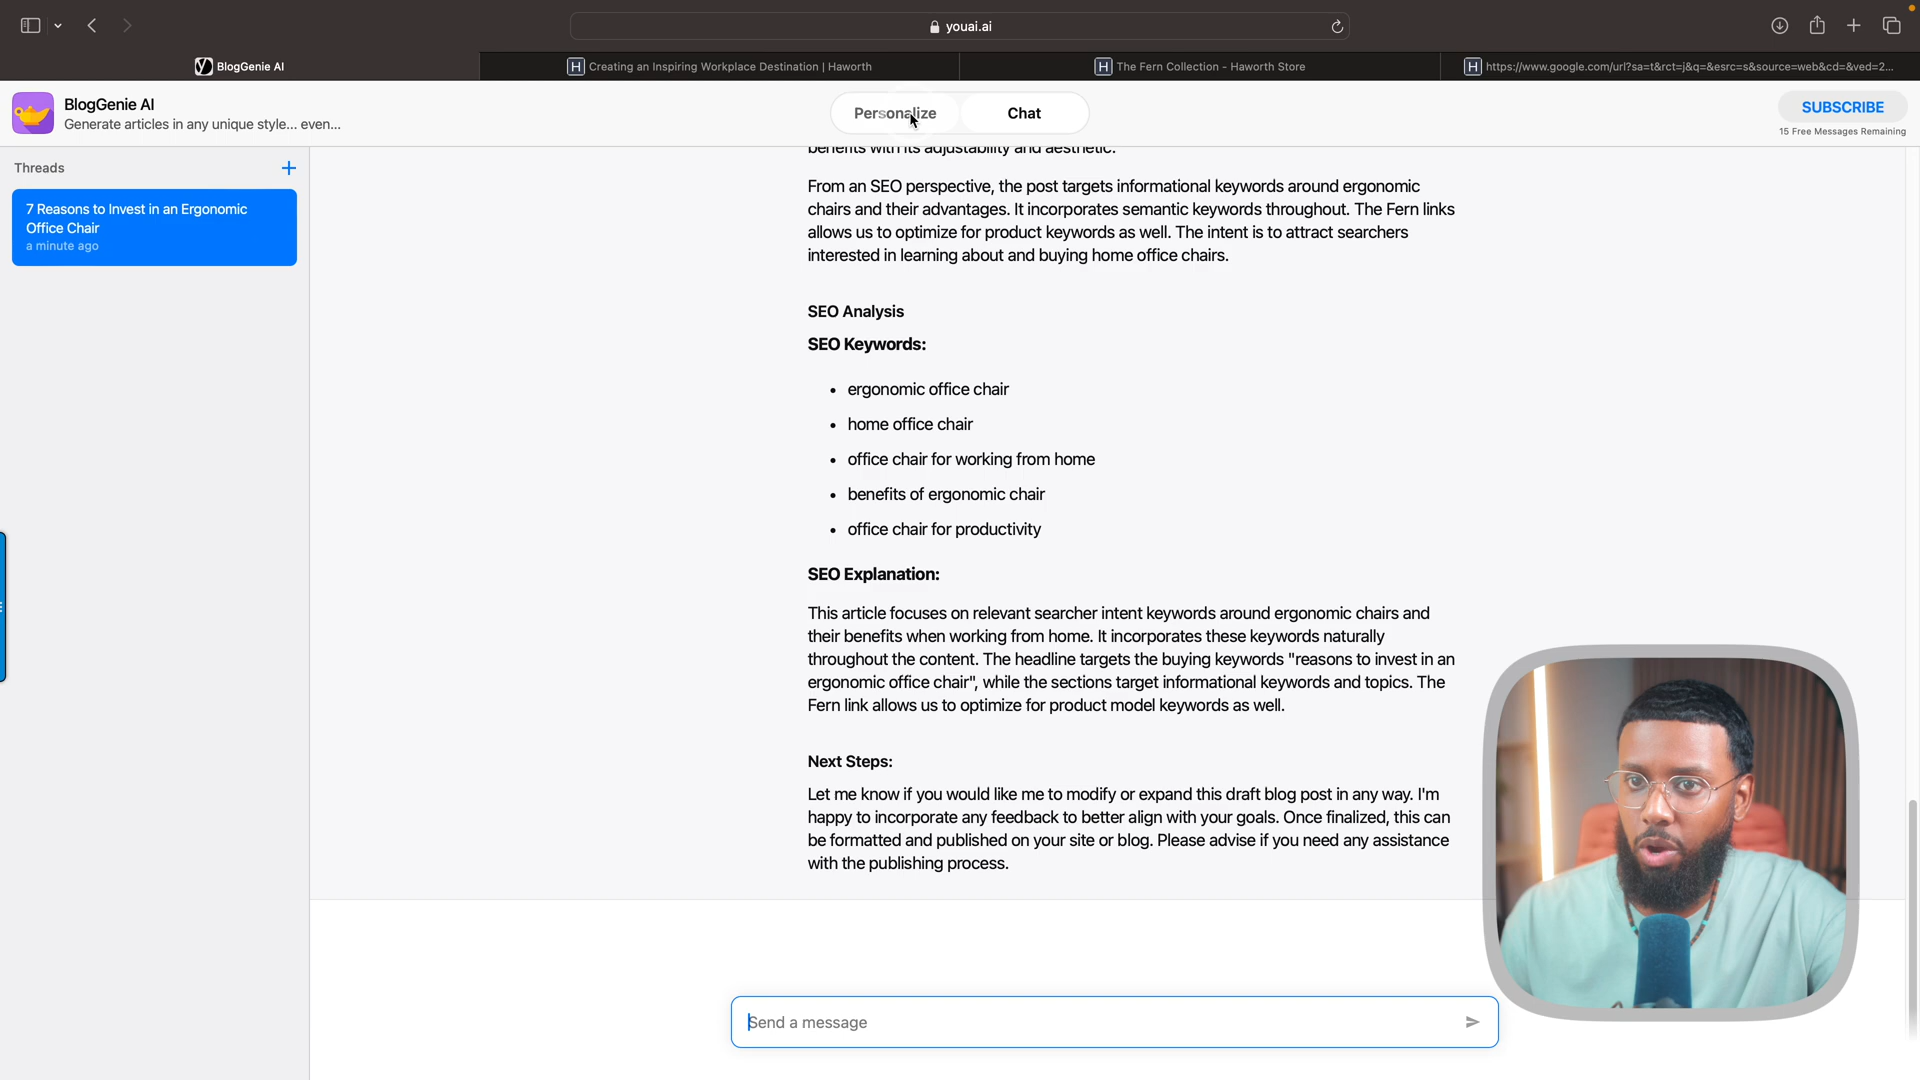 youai.ai
BlogGenie AI
Creating an Inspiring Workplace Destination | Haworth
The Fern Collection - Haworth Store
https://www.google.com/url?sa=t&rct=j&q=&esrc=s&source=web&cd=&ved=2...
BlogGenie AI
Generate articles in any unique style... even...
Personalize
Chat
SUBSCRIBE
15 Free Messages Remaining
Threads
7 Reasons to Invest in an Ergonomic
Office Chair
a minute ago
benefits with its adjustability and aesthetic.
From an SEO perspective, the post targets informational keywords around ergonomic
chairs and their advantages. It incorporates semantic keywords throughout. The Fern links
allows us to optimize for product keywords as well. The intent is to attract searchers
interested in learning about and buying home office chairs.
SEO Analysis
SEO Keywords:
• ergonomic office chair
• home office chair
• office chair for working from home
• benefits of ergonomic chair
• office chair for productivity
SEO Explanation:
This article focuses on relevant searcher intent keywords around ergonomic chairs and
their benefits when working from home. It incorporates these keywords naturally
throughout the content. The headline targets the buying keywords "reasons to invest in an
ergonomic office chair", while the sections target informational keywords and topics. The
Fern link allows us to optimize for product model keywords as well.
Next Steps:
Let me know if you would like me to modify or expand this draft blog post in any way. I'm
happy to incorporate any feedback to better align with your goals. Once finalized, this can
be formatted and published on your site or blog. Please advise if you need any assistance
with the publishing process.
Send a message